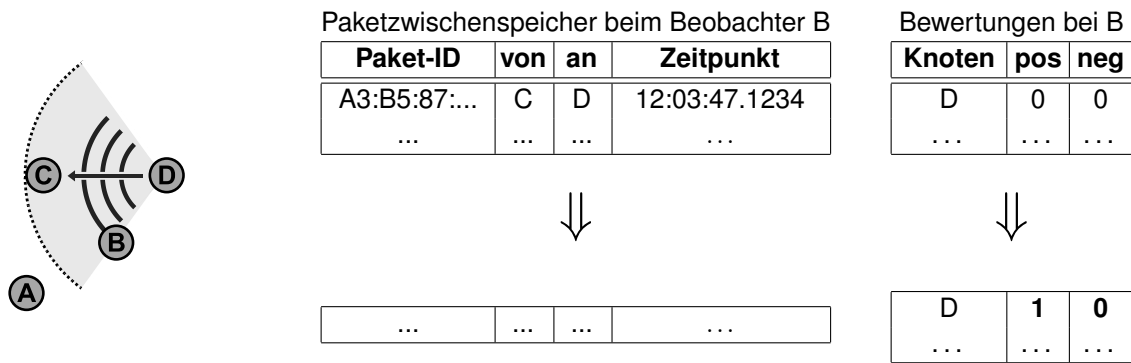 Paketzwischenspeicher beim Beobachter B
Paket-ID von an Zeitpunkt
A3:B5:87:... C D 12:03:47.1234
... ... ... . . .
... ... ... . . .
Bewertungen bei B
Knoten pos neg
D 0 0
. . . . . . . . .
D 1 0
. . . . . . . . .
C
D
B
A